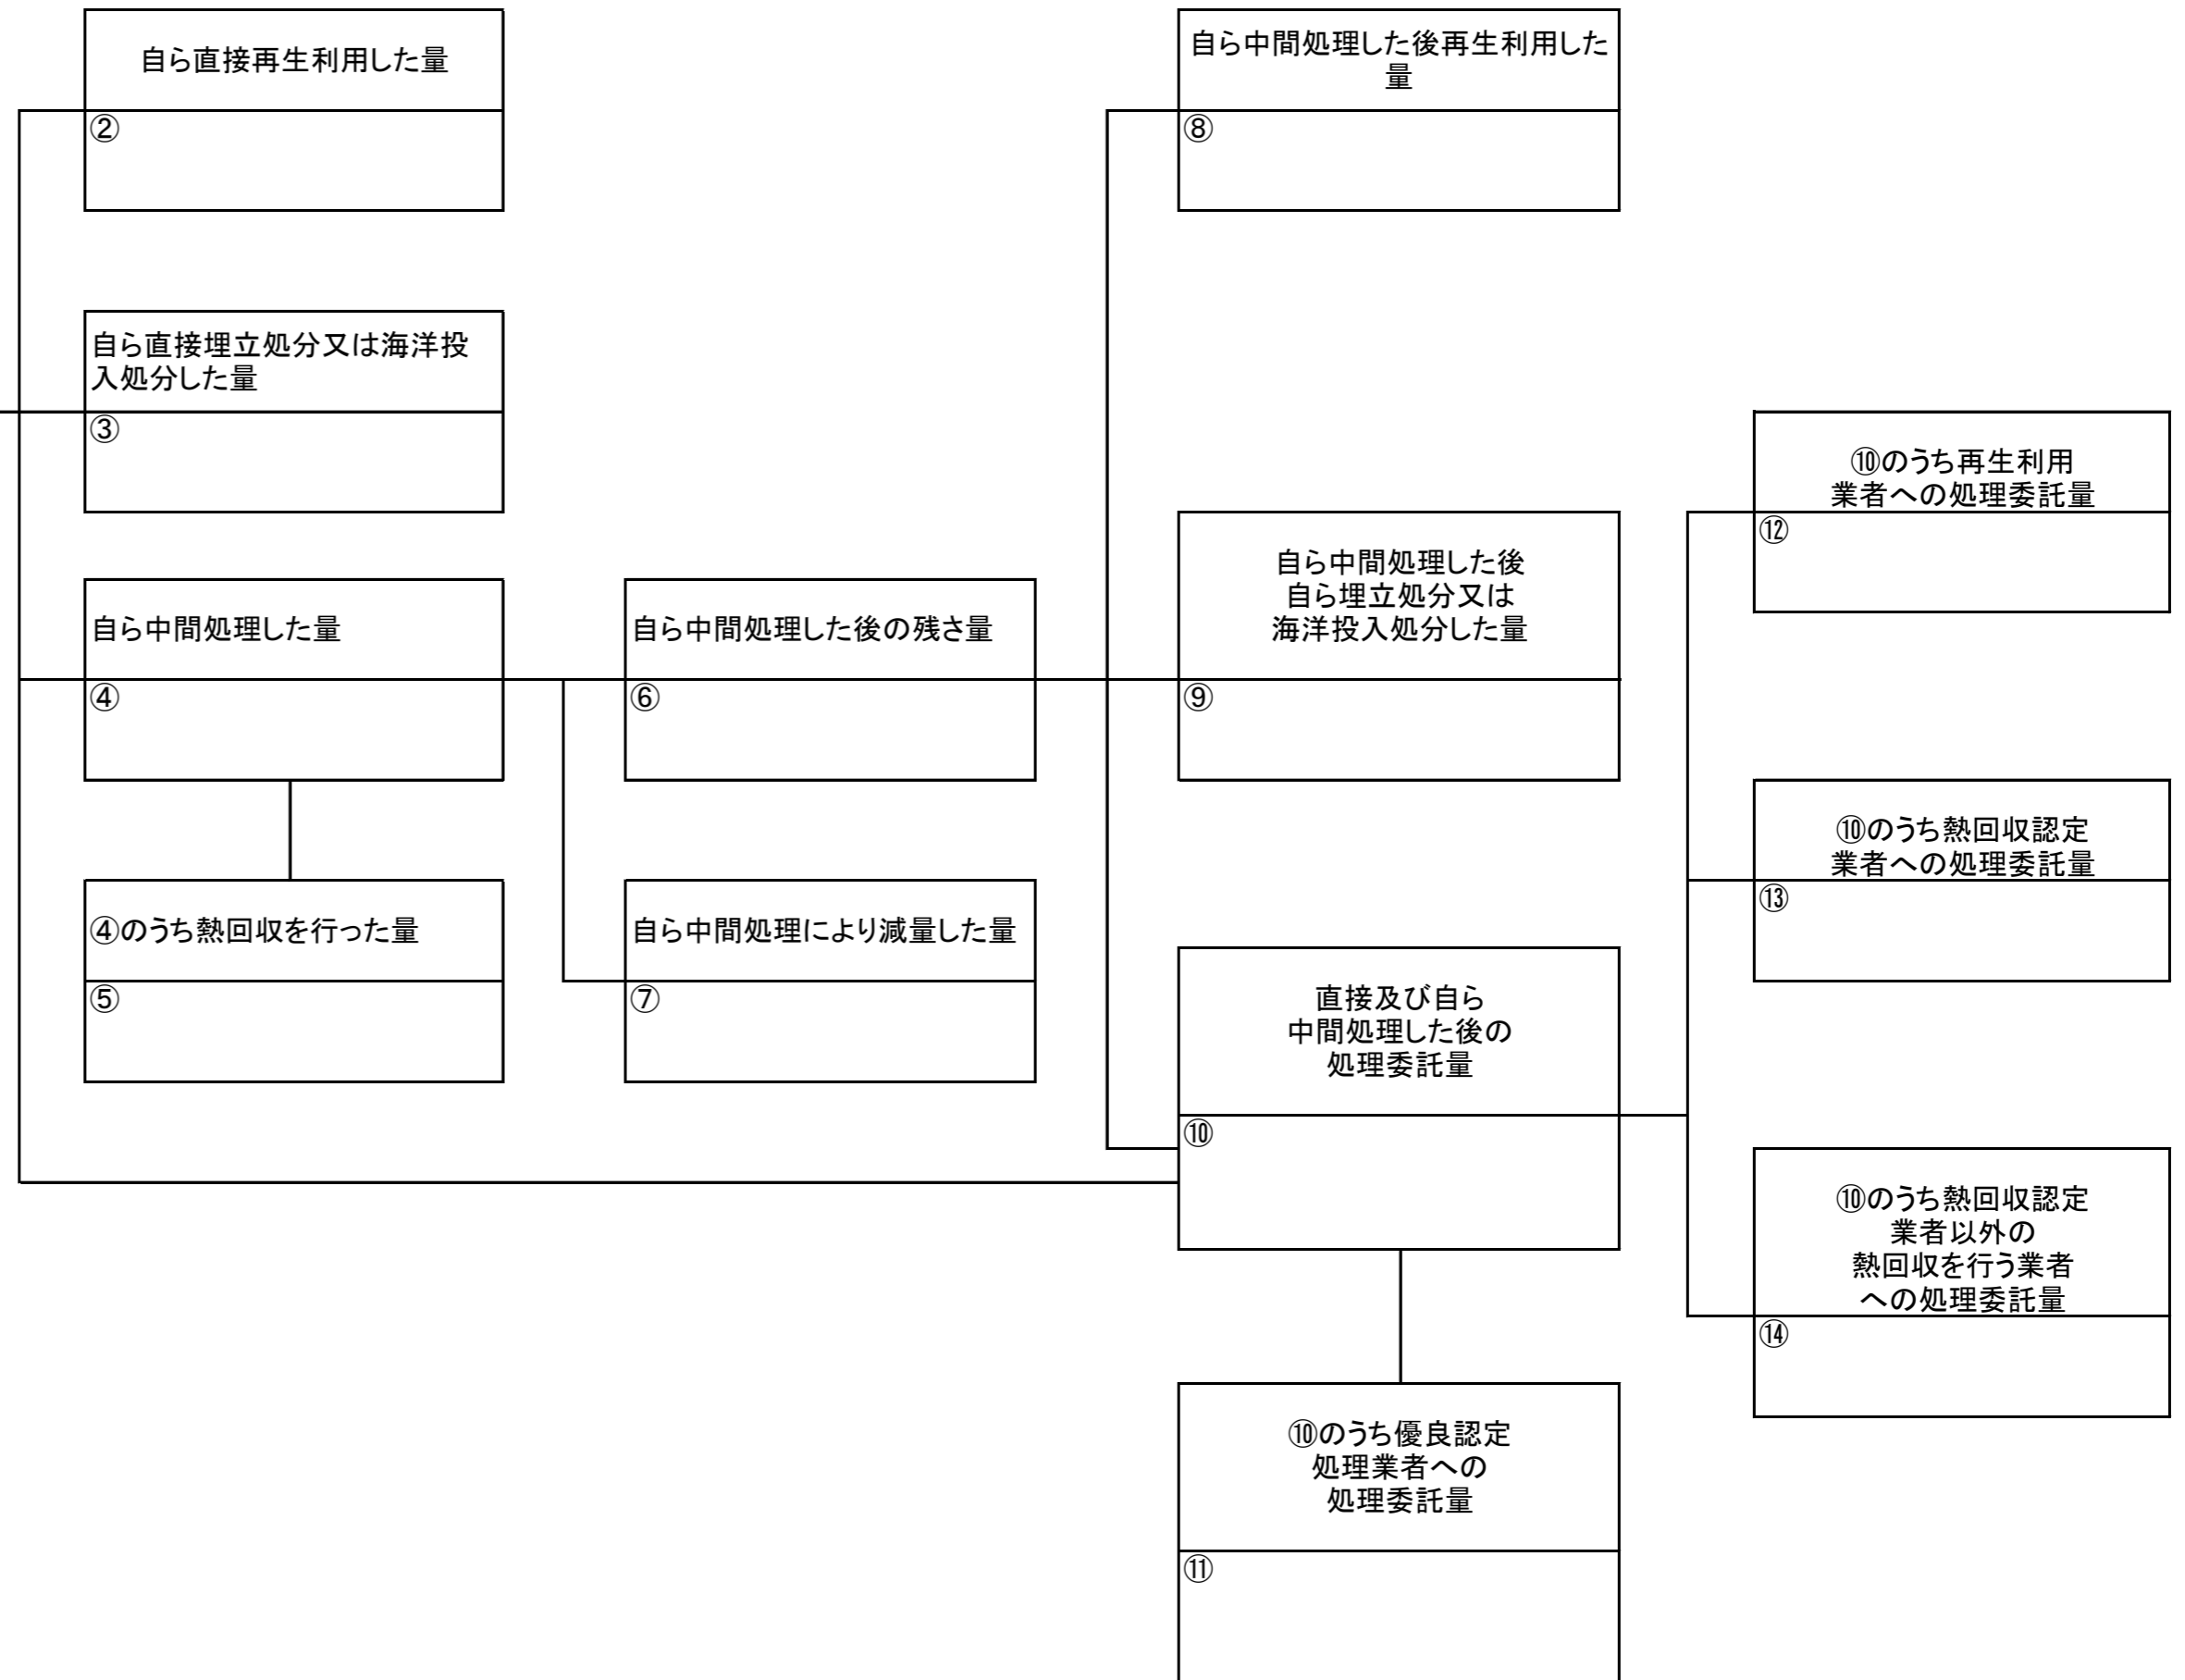 自ら直接再生利用した量
②
自ら直接埋立処分又は海洋投
入処分した量
③
自ら中間処理した量
④
④のうち熱回収を行った量
⑤
自ら中間処理した後の残さ量
⑥
自ら中間処理により減量した量
⑦
自ら中間処理した後再生利用した
量
⑧
自ら中間処理した後
自ら埋立処分又は
海洋投入処分した量
⑨
直接及び自ら
中間処理した後の
処理委託量
⑩
⑩のうち優良認定
処理業者への
処理委託量
⑪
⑩のうち再生利用
業者への処理委託量
⑫
⑩のうち熱回収認定
業者への処理委託量
⑬
⑩のうち熱回収認定
業者以外の
熱回収を行う業者
への処理委託量
⑭